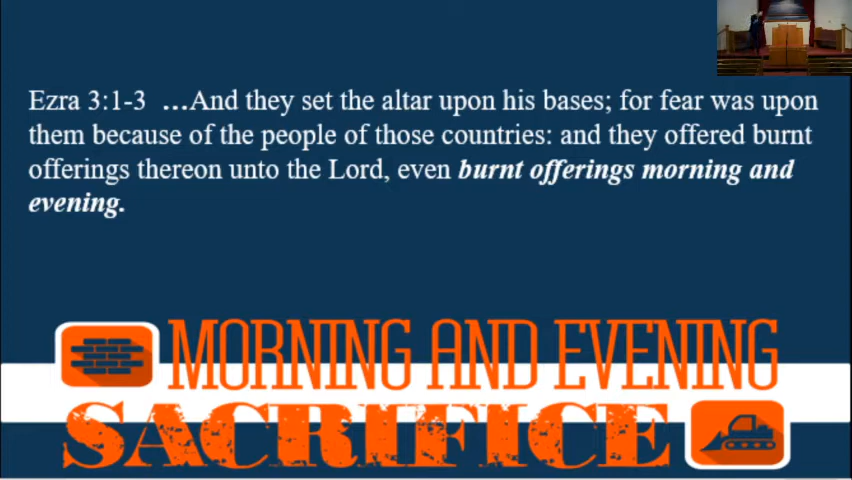 Ezra 3:1-3 ...And they set the altar upon his bases; for fear was upon
them because of the people of those countries: and they offered burnt
offerings thereon unto the Lord, even burnt offerings morning and
evening.
MORNING AND EVENING
SACRIFICE